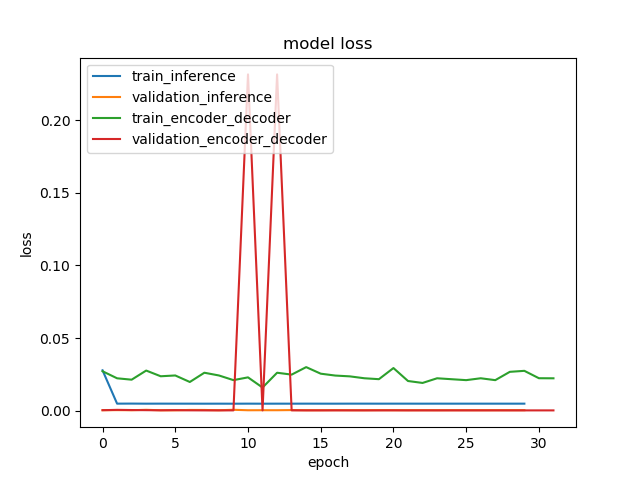 model loss
train_inference
validation_inference
train_encoder_decoder
validation_encoder_decoder
loss
0.20
0.15
0.10
0.05
0.00
0 5 10 15 20 25 30
epoch